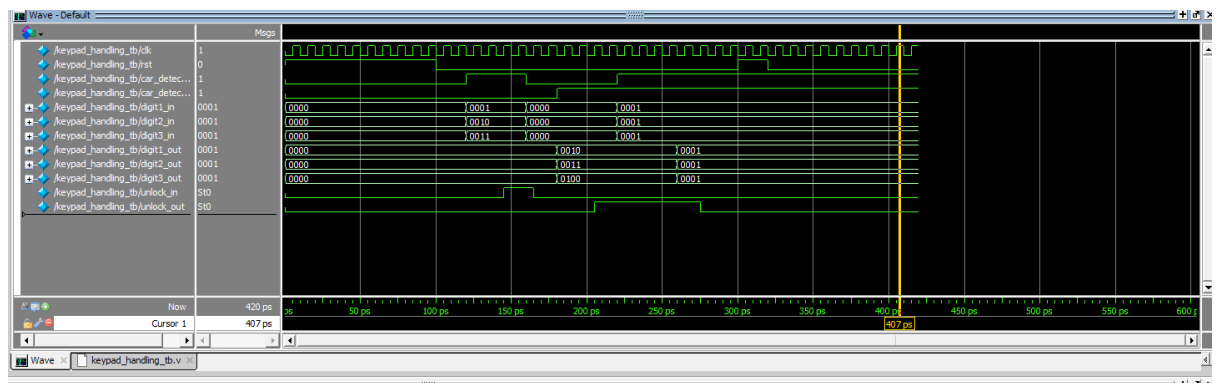 Wave - Default
Msgs
/keypad_handling_tb/clk 1
/keypad_handling_tb/rst 0
/keypad_handling_tb/car_detec... 1
/keypad_handling_tb/car_detec... 1
/keypad_handling_tb/digit1_in 0001 0000 0001 0000 0001
/keypad_handling_tb/digit2_in 0001 0000 0010 0000 0001
/keypad_handling_tb/digit3_in 0001 0000 0011 0000 0001
/keypad_handling_tb/digit1_out 0001 0000 0010 0001
/keypad_handling_tb/digit2_out 0001 0000 0011 0001
/keypad_handling_tb/digit3_out 0001 0000 0100 0001
/keypad_handling_tb/unlock_in St0
/keypad_handling_tb/unlock_out St0
Now 420 ps ps 50 ps 100 ps 150 ps 200 ps 250 ps 300 ps 350 ps 400 ps 450 ps 500 ps 550 ps 600 p
Cursor 1 407 ps 407 ps
Wave keypad_handling_tb.v